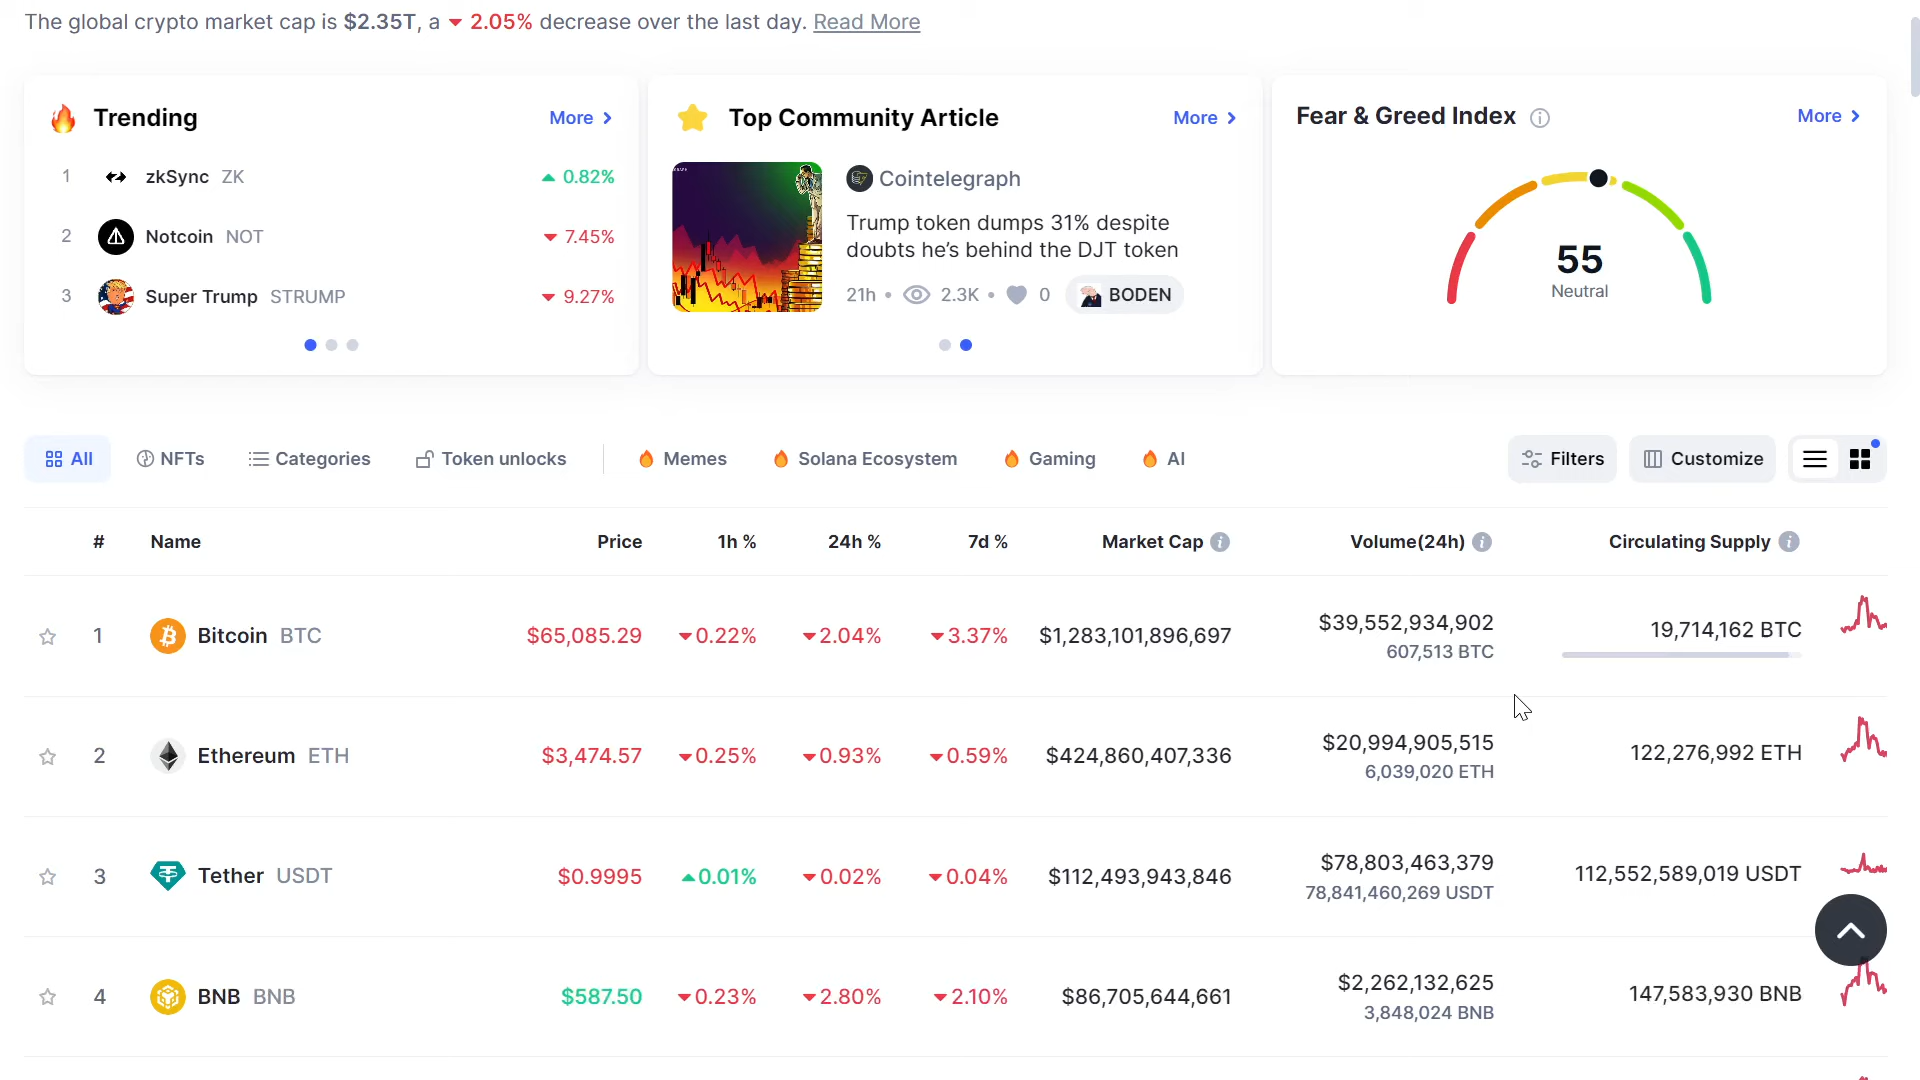 The global crypto market cap is $2.35T, a 2.05% decrease over the last day. Read More
Trending
More
1 zkSync ZK 0.82%
2 Notcoin NOT 7.45%
3 Super Trump STRUMP 9.27%
Top Community Article
More
Cointelegraph
Trump token dumps 31% despite
doubts he’s behind the DJT token
21h • 2.3K • 0 BODEN
Fear & Greed Index
More
55
Neutral
All NFTs Categories Token unlocks Memes Solana Ecosystem Gaming AI Filters Customize
# Name Price 1h % 24h % 7d % Market Cap Volume(24h) Circulating Supply
1 Bitcoin BTC $65,085.29 0.22% 2.04% 3.37% $1,283,101,896,697 $39,552,934,902 19,714,162 BTC
607,513 BTC
2 Ethereum ETH $3,474.57 0.25% 0.93% 0.59% $424,860,407,336 $20,994,905,515 122,276,992 ETH
6,039,020 ETH
3 Tether USDT $0.9995 0.01% 0.02% 0.04% $112,493,943,846 $78,803,463,379 112,552,589,019 USDT
78,841,460,269 USDT
4 BNB BNB $587.50 0.23% 2.80% 2.10% $86,705,644,661 $2,262,132,625 147,583,930 BNB
3,848,024 BNB